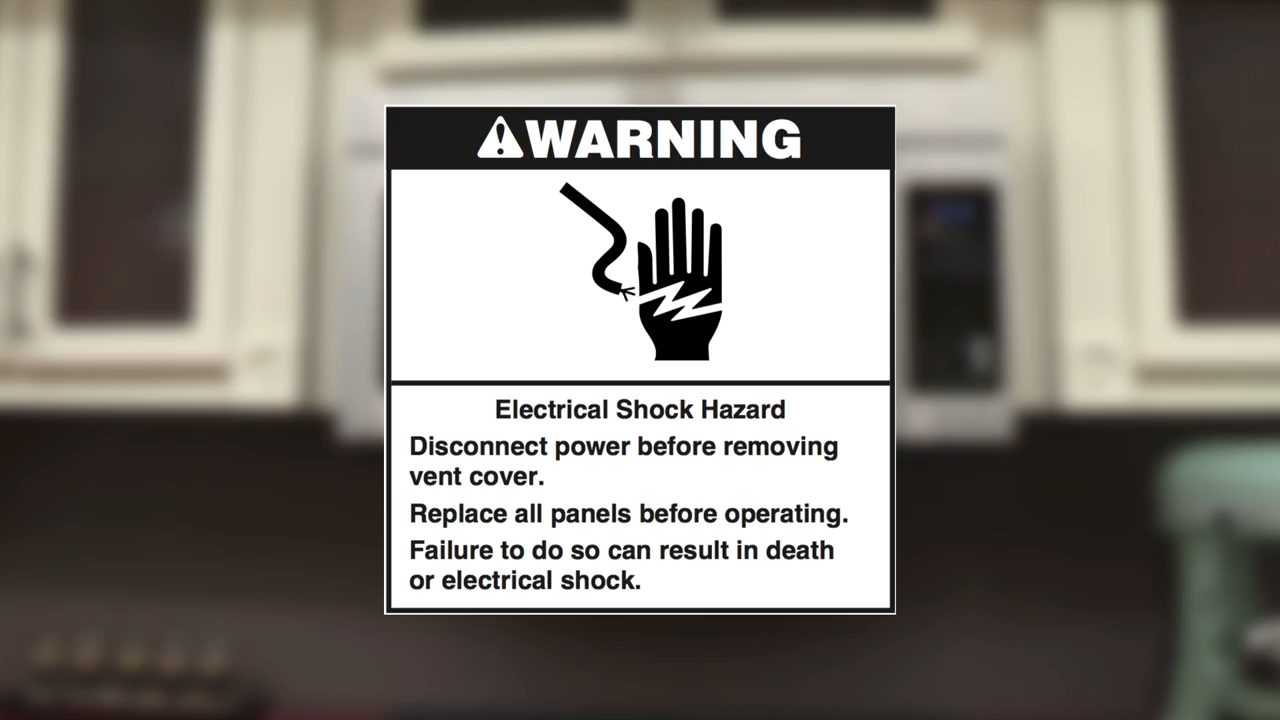 WARNING
Electrical Shock Hazard
Disconnect power before removing
vent cover.
Replace all panels before operating.
Failure to do so can result in death
or electrical shock.